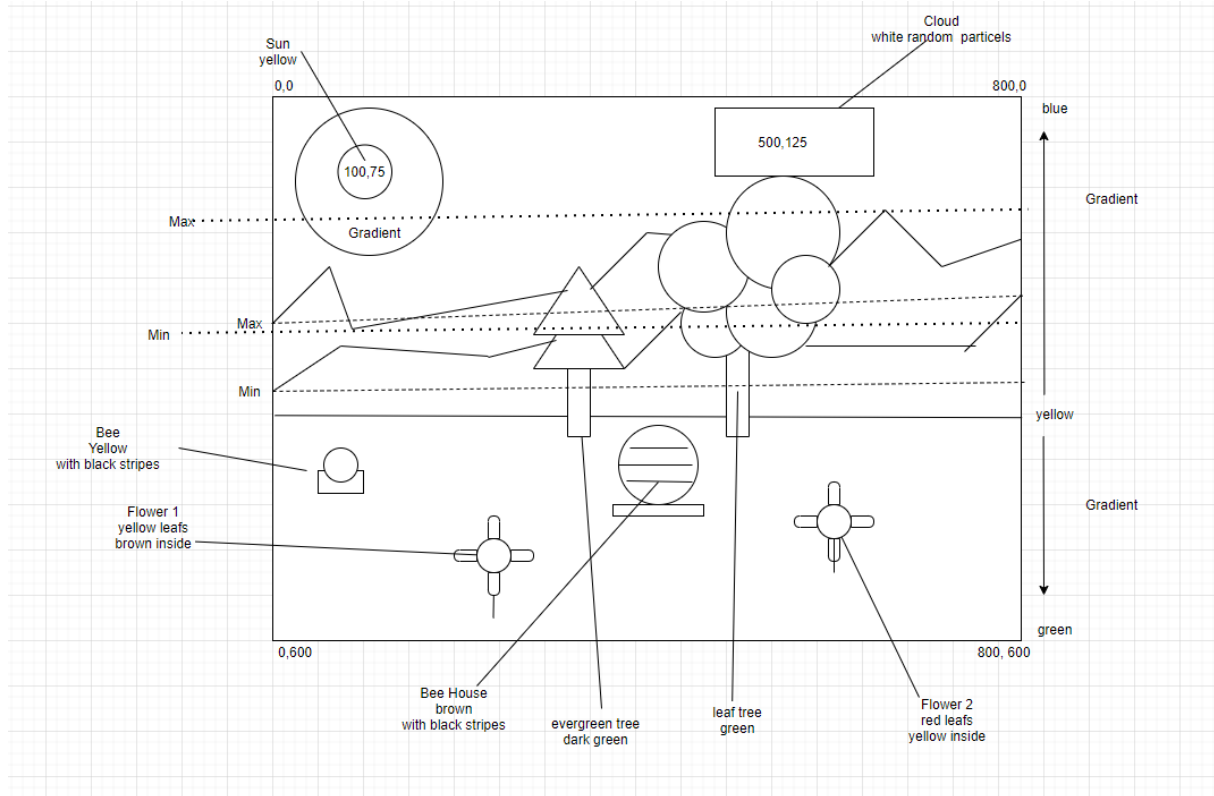 Cloud
white random particels
Sun
yellow
0,0
800,0
blue
500,125
100,75
Gradient
Max
Gradient
Max
Min
Min
yellow
Bee
Yellow
with black stripes
Flower 1
yellow leafs
brown inside
Gradient
green
0,600
800, 600
Bee House
brown
with black stripes
evergreen tree
dark green
leaf tree
green
Flower 2
red leafs
yellow inside